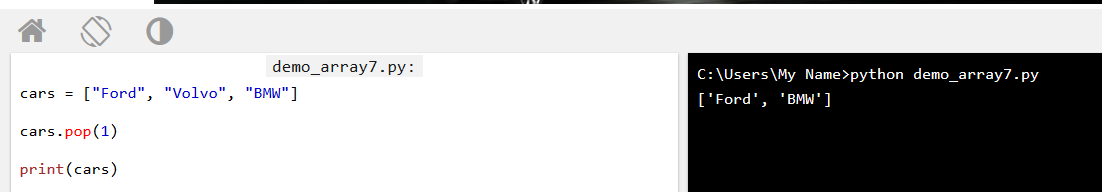 demo_array7.py:
cars = ["Ford", "Volvo", "BMW"]
cars.pop(1)
print(cars)
C:\Users\My Name>python demo_array7.py
['Ford', 'BMW']